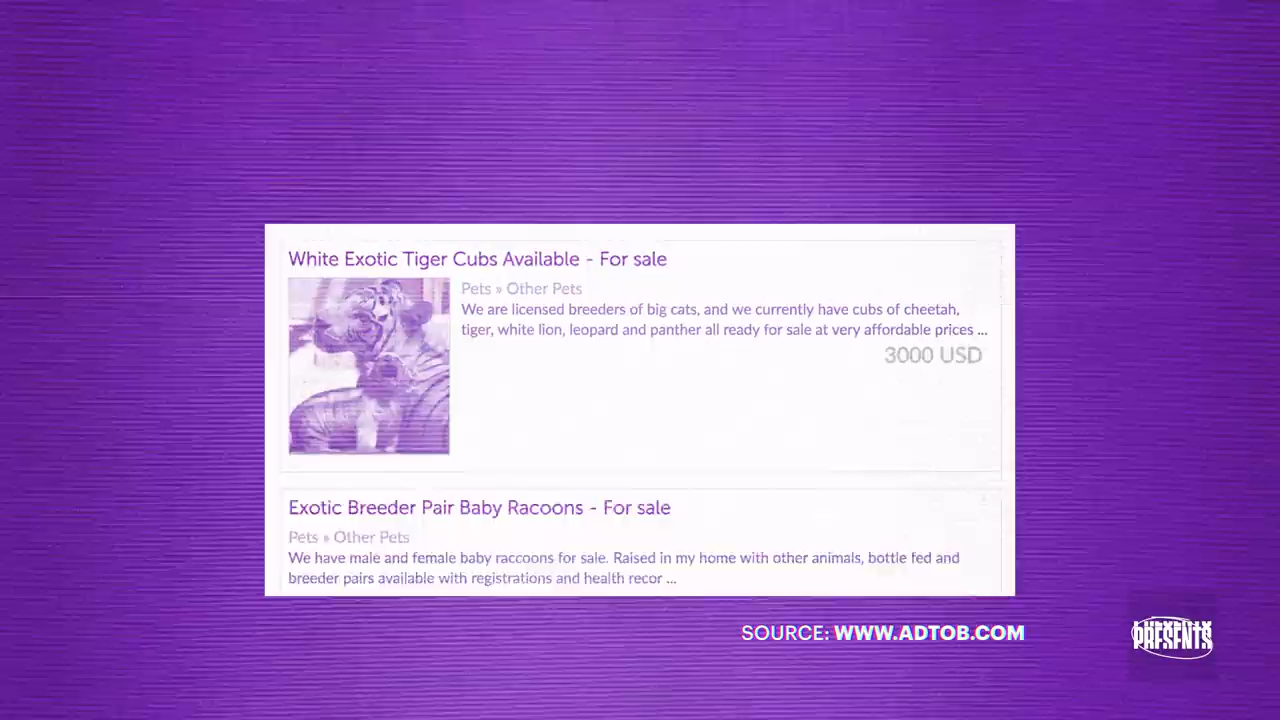 White Exotic Tiger Cubs Available - For sale
Pets » Other Pets
We are licensed breeders of big cats, and we currently have cubs of cheetah,
tiger, white lion, leopard and panther all ready for sale at very affordable prices ...
3000 USD
Exotic Breeder Pair Baby Racoons - For sale
Pets » Other Pets
We have male and female baby raccoons for sale. Raised in my home with other animals, bottle fed and
breeder pairs available with registrations and health recor ...
SOURCE: WWW.ADTOB.COM
PRESENTS